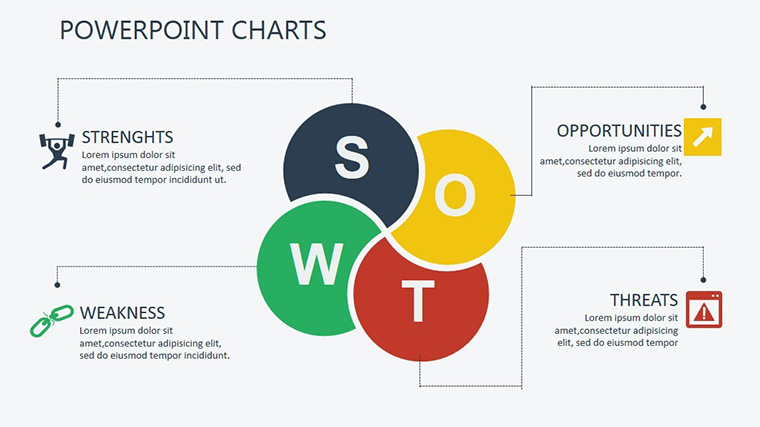 POWERPOINT CHARTS
STRENGHTS
Lorem ipsum dolor sit
amet,consectetur adipisicing elit, sed
do eiusmod tempor incididunt ut.
S
O
W
T
OPPORTUNITIES
Lorem ipsum dolor sit
amet,consectetur adipisicing elit,
sed do eiusmod tempor.
WEAKNESS
Lorem ipsum dolor sit
amet,consectetur adipisicing elit,
sed do eiusmod tempor incididunt.
THREATS
Lorem ipsum dolor sit
amet,consectetur adipisicing
elit, sed do eiusmod tempor